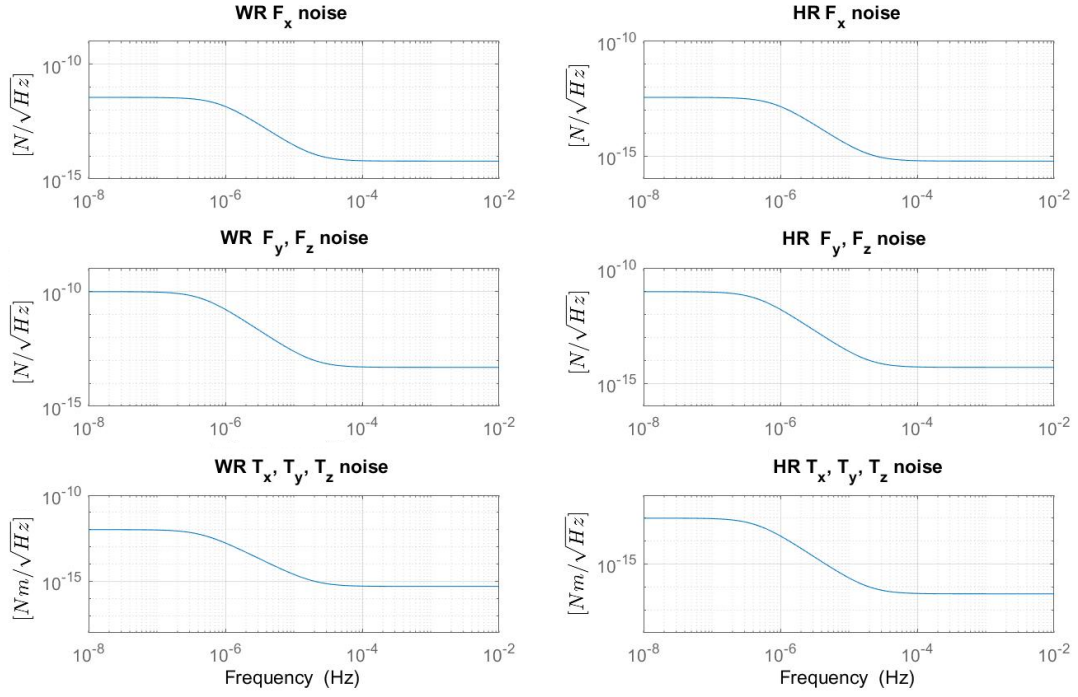 WR F_x noise
[N/√Hz]
10^-10
10^-15
10^-8 10^-6 10^-4 10^-2
HR F_x noise
[N/√Hz]
10^-10
10^-15
10^-8 10^-6 10^-4 10^-2
WR F_y, F_z noise
[N/√Hz]
10^-10
10^-15
10^-8 10^-6 10^-4 10^-2
HR F_y, F_z noise
[N/√Hz]
10^-10
10^-15
10^-8 10^-6 10^-4 10^-2
WR T_x, T_y, T_z noise
[Nm/√Hz]
10^-10
10^-15
10^-8 10^-6 10^-4 10^-2
Frequency (Hz)
HR T_x, T_y, T_z noise
[Nm/√Hz]
10^-15
10^-8 10^-6 10^-4 10^-2
Frequency (Hz)